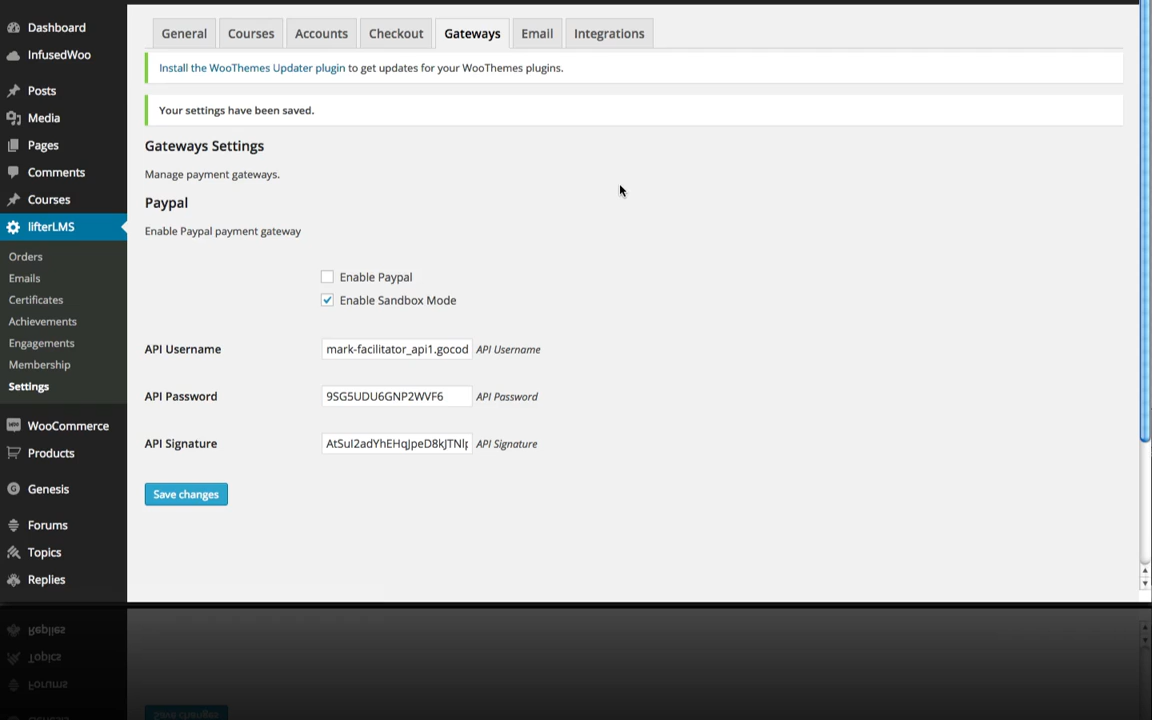 Dashboard
InfusedWoo
Posts
Media
Pages
Comments
Courses
lifterLMS
Orders
Emails
Certificates
Achievements
Engagements
Membership
Settings
WooCommerce
Products
Genesis
Forums
Topics
Replies
General Courses Accounts Checkout Gateways Email Integrations
Install the WooThemes Updater plugin to get updates for your WooThemes plugins.
Your settings have been saved.
Gateways Settings
Manage payment gateways.
Paypal
Enable Paypal payment gateway
Enable Paypal
Enable Sandbox Mode
API Username mark-facilitator_api1.gocod API Username
API Password 9SG5UDU6GNP2WVF6 API Password
API Signature API Signature
Save changes